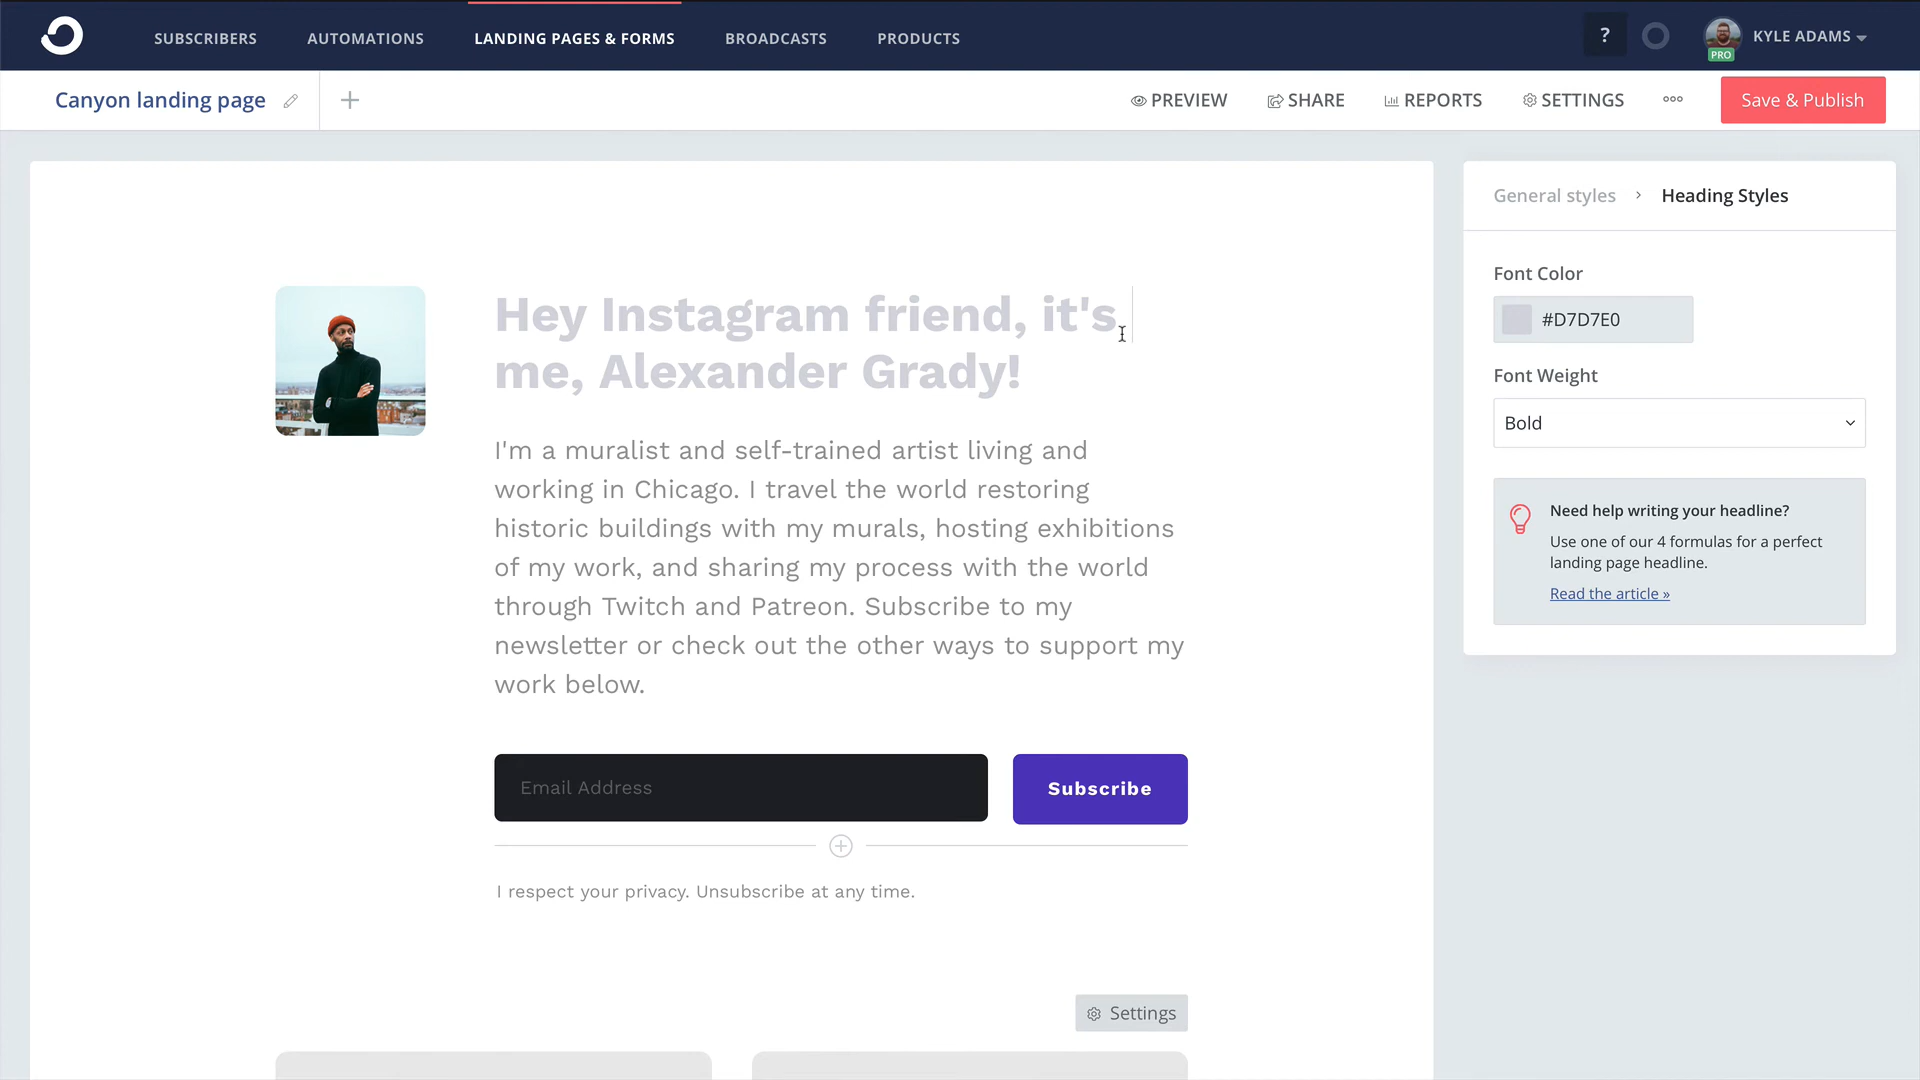 SUBSCRIBERS
AUTOMATIONS
LANDING PAGES & FORMS
BROADCASTS
PRODUCTS
?
PRO
KYLE ADAMS
Canyon landing page
PREVIEW
SHARE
REPORTS
SETTINGS
Save & Publish
Hey Instagram friend, it's
me, Alexander Grady!
I'm a muralist and self-trained artist living and
working in Chicago. I travel the world restoring
historic buildings with my murals, hosting exhibitions
of my work, and sharing my process with the world
through Twitch and Patreon. Subscribe to my
newsletter or check out the other ways to support my
work below.
Email Address
Subscribe
I respect your privacy. Unsubscribe at any time.
Settings
General styles › Heading Styles
Font Color
#D7D7E0
Font Weight
Bold
Need help writing your headline?
Use one of our 4 formulas for a perfect
landing page headline.
Read the article »